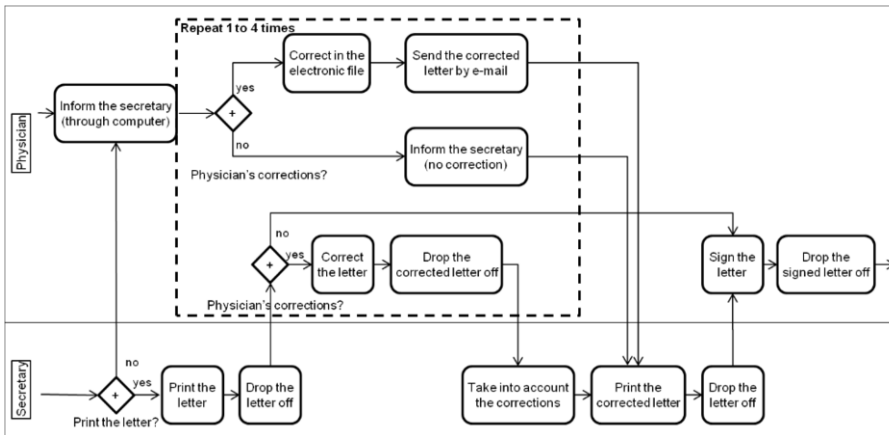 Repeat 1 to 4 times
Correct in the
electronic file
Send the corrected
letter by e-mail
yes
Physician
Inform the secretary
(through computer)
+
no
Inform the secretary
(no correction)
Physician's corrections?
no
+
yes
Correct
the letter
Drop the
corrected letter off
Sign the
letter
Drop the
signed letter off
Physician's corrections?
Secretary
no
+
yes
Print the letter?
Print the
letter
Drop the
letter off
Take into account
the corrections
Print the
corrected letter
Drop the
letter off